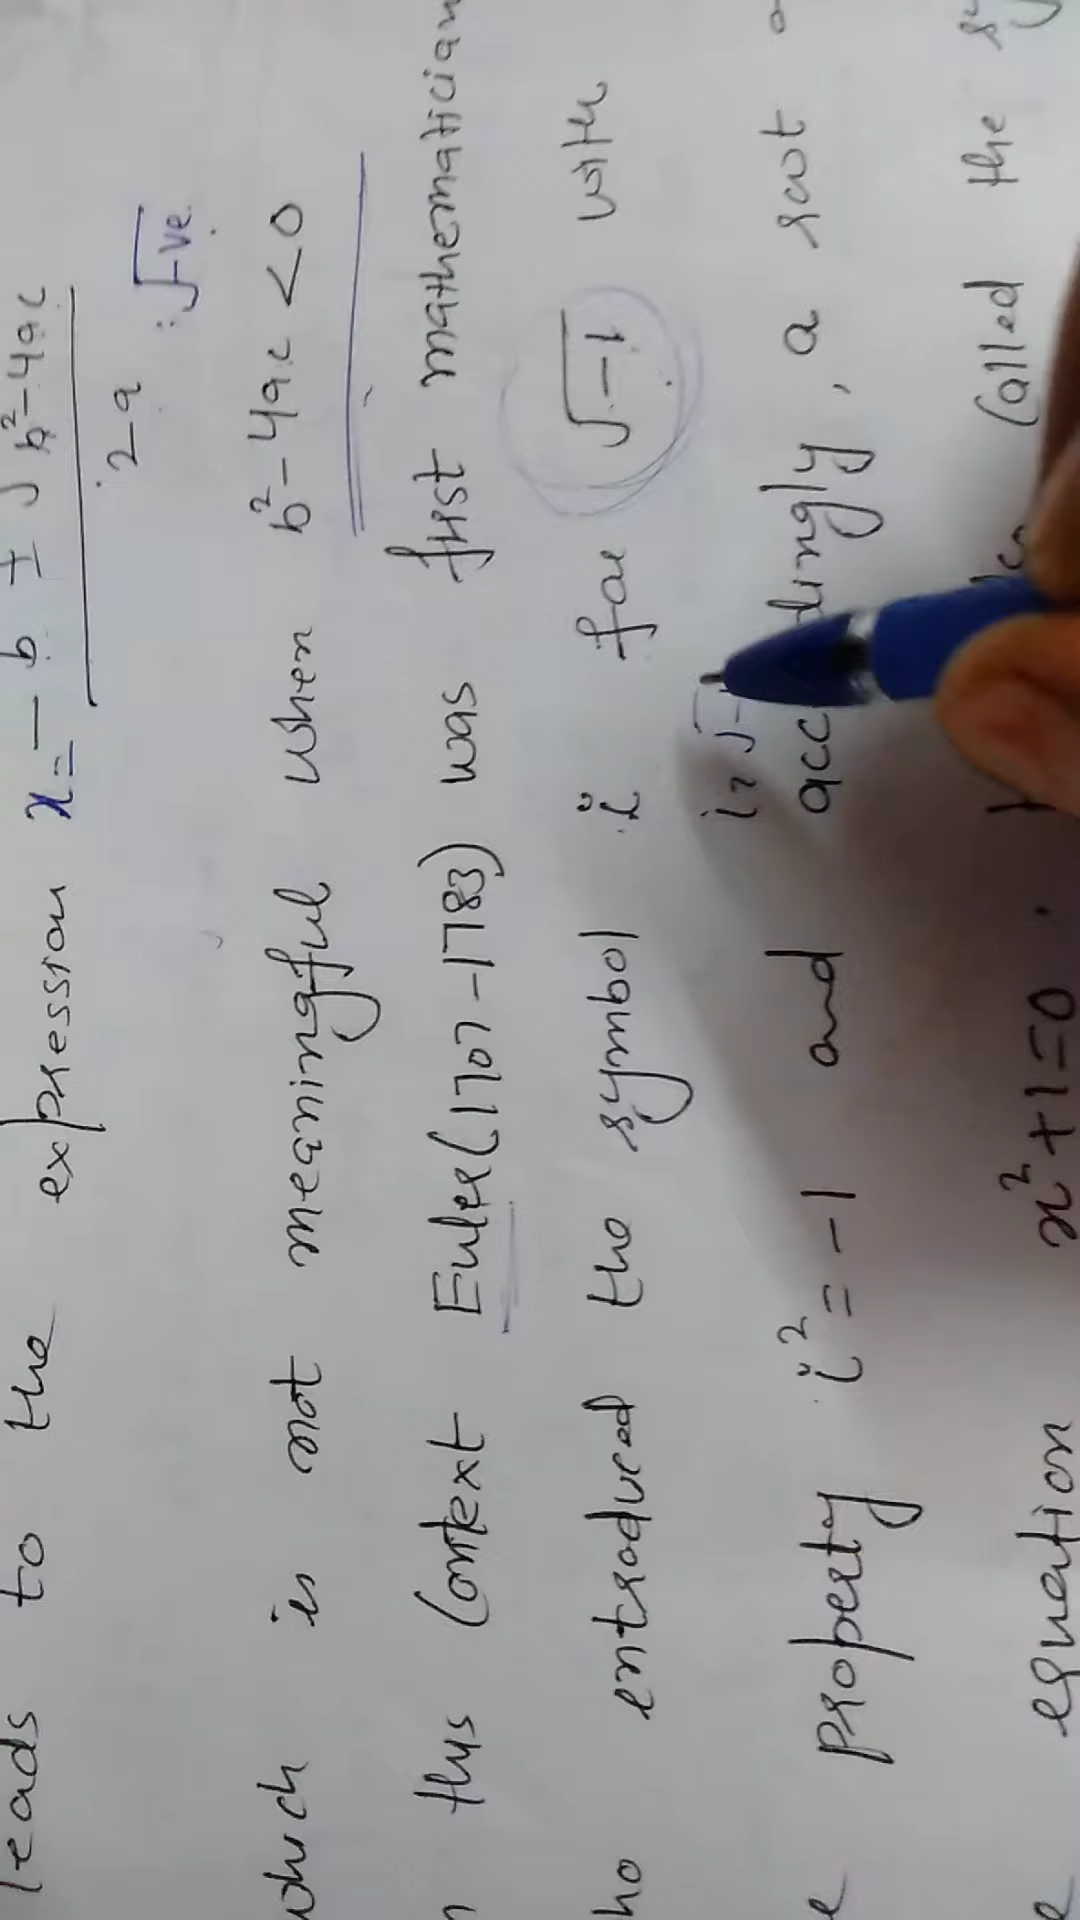 leads to the expression x = -b ± √b²-4ac
2a
: √-ve.
which is not meaningful when b²-4ac < 0
this Context Euler (1707-1783) was first mathematician
entroduced the symbol i for √-1 with
i = √-
property i² = -1 and a root
equation x²+1=0. called the